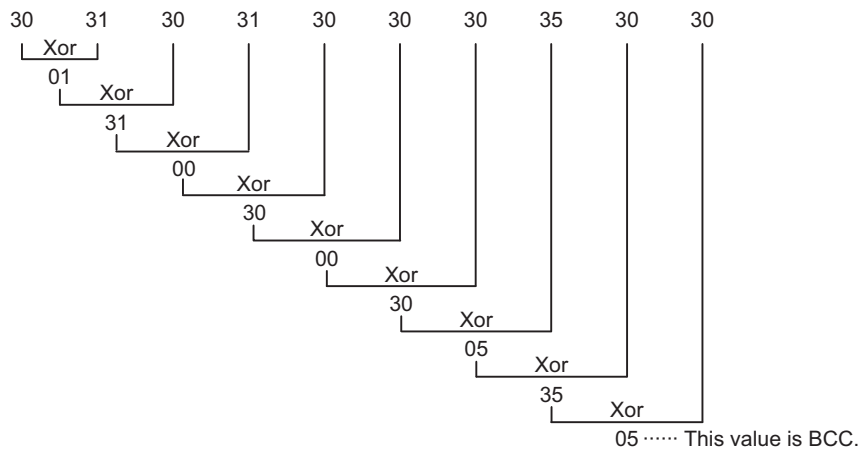 30 31 30 31 30 30 30 35 30 30
Xor
01
Xor
31
Xor
00
Xor
30
Xor
00
Xor
30
Xor
05
Xor
35
Xor
05 ······ This value is BCC.